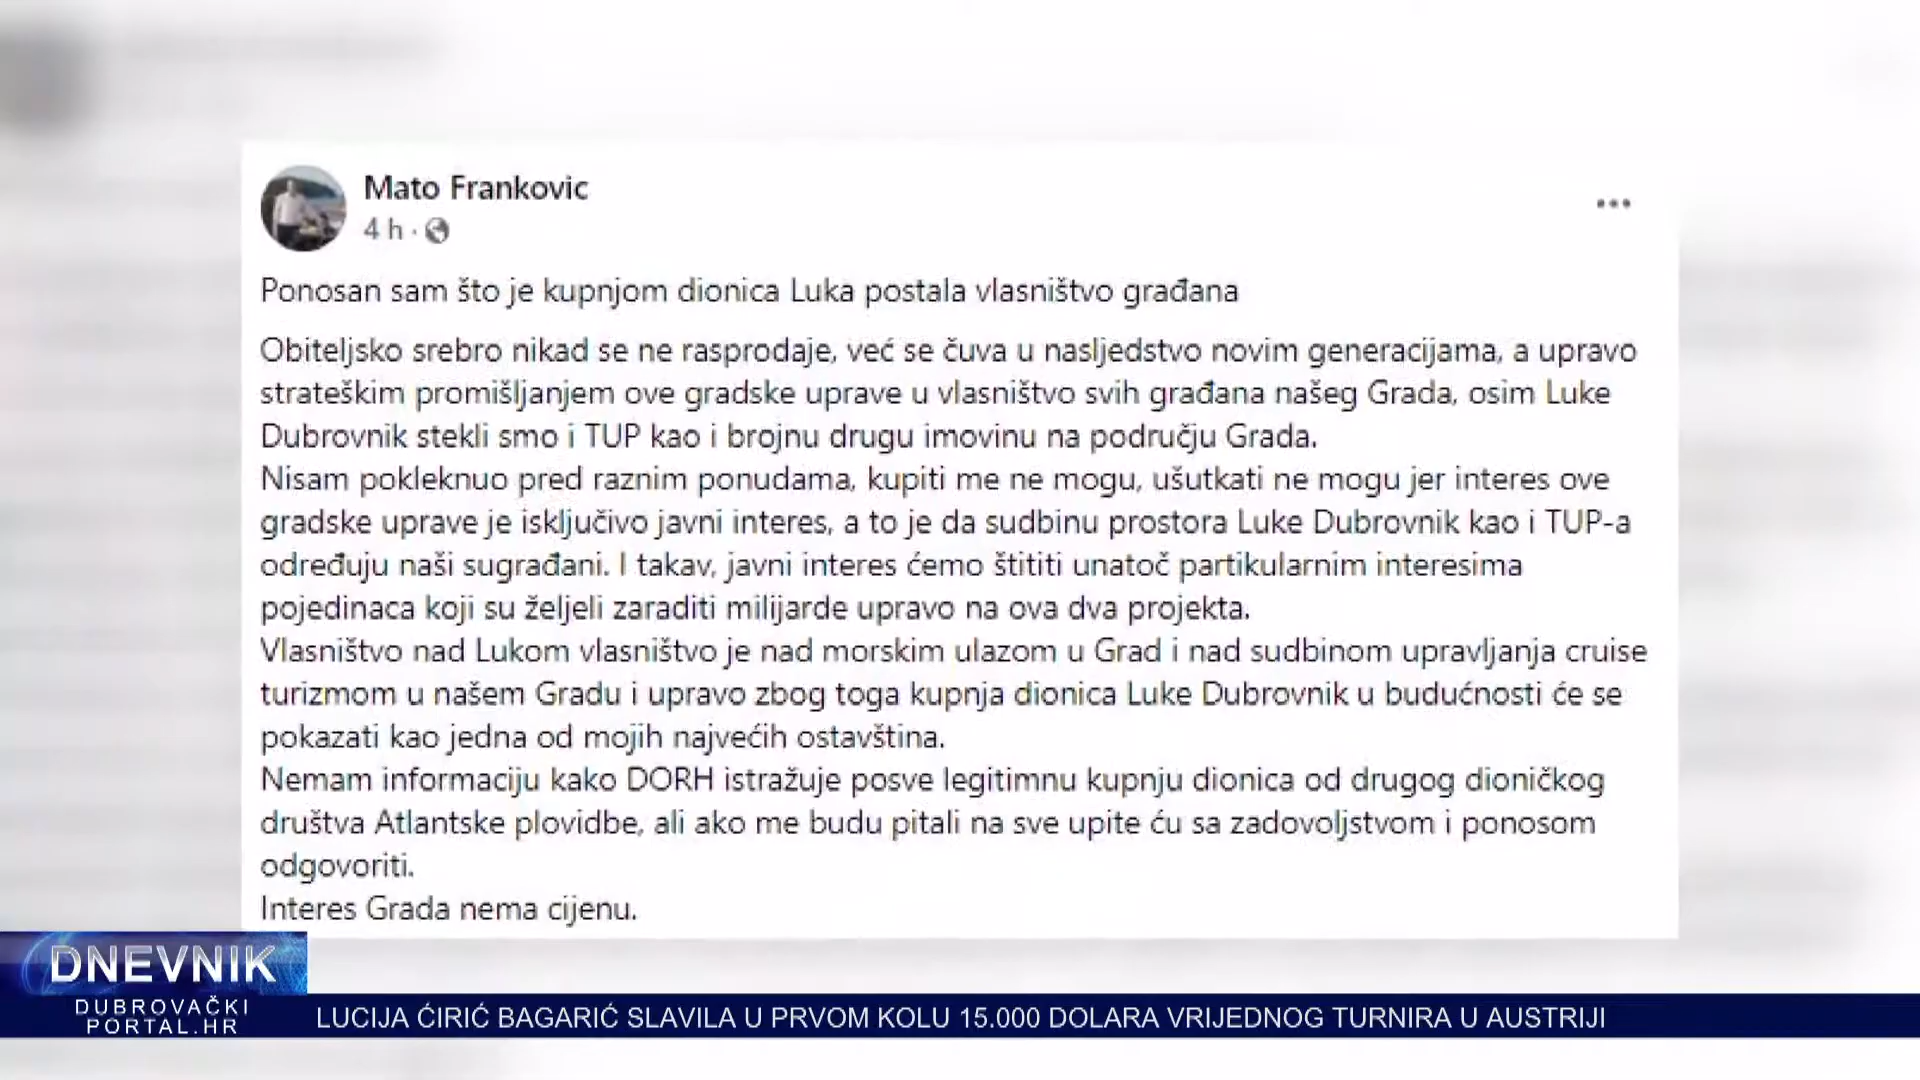 Mato Frankovic
4 h ·
Ponosan sam što je kupnjom dionica Luka postala vlasništvo građana
Obiteljsko srebro nikad se ne rasprodaje, već se čuva u nasljedstvo novim generacijama, a upravo
strateškim promišljanjem ove gradske uprave u vlasništvo svih građana našeg Grada, osim Luke
Dubrovnik stekli smo i TUP kao i brojnu drugu imovinu na području Grada.
Nisam pokleknuo pred raznim ponudama, kupiti me ne mogu, ušutkati ne mogu jer interes ove
gradske uprave je isključivo javni interes, a to je da sudbinu prostora Luke Dubrovnik kao i TUP-a
određuju naši sugrađani. I takav, javni interes ćemo štititi unatoč partikularnim interesima
pojedinaca koji su željeli zaraditi milijarde upravo na ova dva projekta.
Vlasništvo nad Lukom vlasništvo je nad morskim ulazom u Grad i nad sudbinom upravljanja cruise
turizmom u našem Gradu i upravo zbog toga kupnja dionica Luke Dubrovnik u budućnosti će se
pokazati kao jedna od mojih najvećih ostavština.
Nemam informaciju kako DORH istražuje posve legitimnu kupnju dionica od drugog dioničkog
društva Atlantske plovidbe, ali ako me budu pitali na sve upite ću sa zadovoljstvom i ponosom
odgovoriti.
Interes Grada nema cijenu.
DNEVNIK
DUBROVAČKI
PORTAL.HR
LUCIJA ĆIRIĆ BAGARIĆ SLAVILA U PRVOM KOLU 15.000 DOLARA VRIJEDNOG TURNIRA U AUSTRIJI